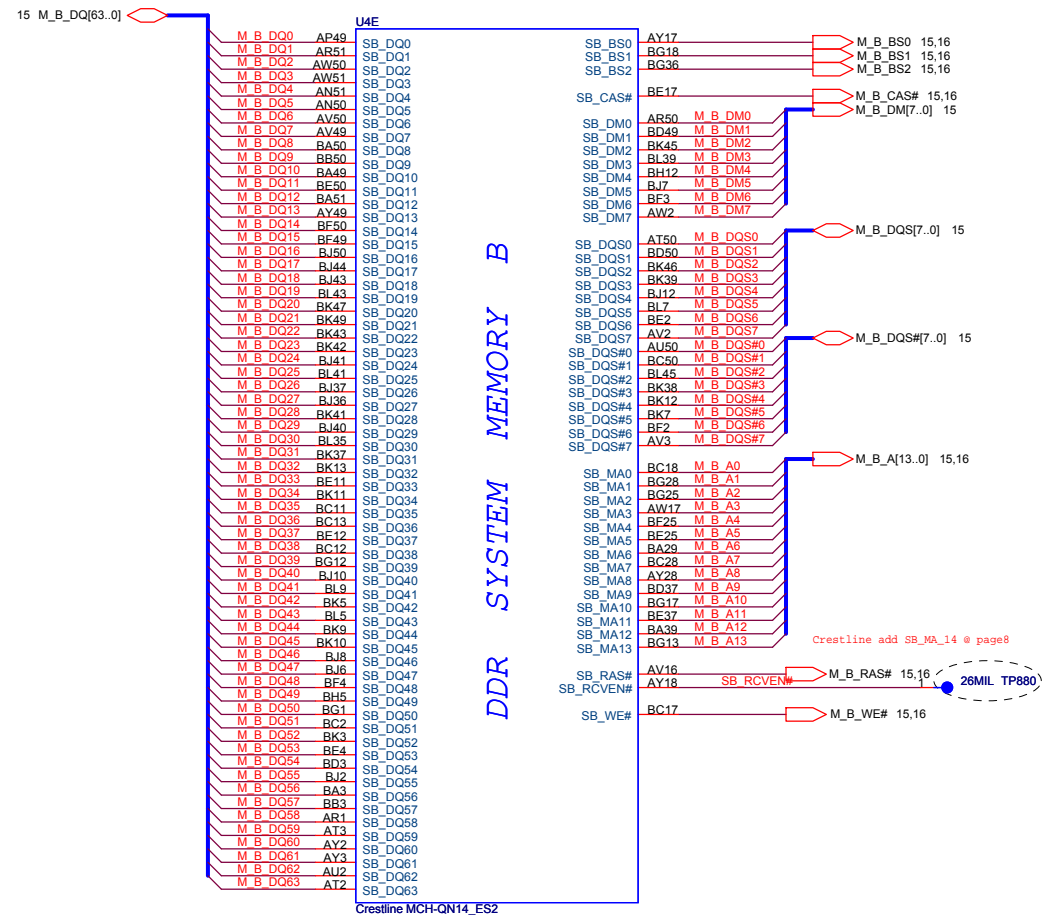 15 M_B_DQ[63..0]
U4E
M_B_DQ0 AP49 SB_DQ0
M_B_DQ1 AR51 SB_DQ1
M_B_DQ2 AW50 SB_DQ2
M_B_DQ3 AW51 SB_DQ3
M_B_DQ4 AN51 SB_DQ4
M_B_DQ5 AN50 SB_DQ5
M_B_DQ6 AV50 SB_DQ6
M_B_DQ7 AV49 SB_DQ7
M_B_DQ8 BA50 SB_DQ8
M_B_DQ9 BB50 SB_DQ9
M_B_DQ10 BA49 SB_DQ10
M_B_DQ11 BE50 SB_DQ11
M_B_DQ12 BA51 SB_DQ12
M_B_DQ13 AY49 SB_DQ13
M_B_DQ14 BF50 SB_DQ14
M_B_DQ15 BF49 SB_DQ15
M_B_DQ16 BJ50 SB_DQ16
M_B_DQ17 BJ44 SB_DQ17
M_B_DQ18 BJ43 SB_DQ18
M_B_DQ19 BL43 SB_DQ19
M_B_DQ20 BK47 SB_DQ20
M_B_DQ21 BK49 SB_DQ21
M_B_DQ22 BK43 SB_DQ22
M_B_DQ23 BK42 SB_DQ23
M_B_DQ24 BJ41 SB_DQ24
M_B_DQ25 BL41 SB_DQ25
M_B_DQ26 BJ37 SB_DQ26
M_B_DQ27 BJ36 SB_DQ27
M_B_DQ28 BK41 SB_DQ28
M_B_DQ29 BJ40 SB_DQ29
M_B_DQ30 BL35 SB_DQ30
M_B_DQ31 BK37 SB_DQ31
M_B_DQ32 BK13 SB_DQ32
M_B_DQ33 BE11 SB_DQ33
M_B_DQ34 BK11 SB_DQ34
M_B_DQ35 BC11 SB_DQ35
M_B_DQ36 BC13 SB_DQ36
M_B_DQ37 BE12 SB_DQ37
M_B_DQ38 BC12 SB_DQ38
M_B_DQ39 BG12 SB_DQ39
M_B_DQ40 BJ10 SB_DQ40
M_B_DQ41 BL9 SB_DQ41
M_B_DQ42 BK5 SB_DQ42
M_B_DQ43 BL5 SB_DQ43
M_B_DQ44 BK9 SB_DQ44
M_B_DQ45 BK10 SB_DQ45
M_B_DQ46 BJ8 SB_DQ46
M_B_DQ47 BJ6 SB_DQ47
M_B_DQ48 BF4 SB_DQ48
M_B_DQ49 BH5 SB_DQ49
M_B_DQ50 BG1 SB_DQ50
M_B_DQ51 BC2 SB_DQ51
M_B_DQ52 BK3 SB_DQ52
M_B_DQ53 BE4 SB_DQ53
M_B_DQ54 BD3 SB_DQ54
M_B_DQ55 BJ2 SB_DQ55
M_B_DQ56 BA3 SB_DQ56
M_B_DQ57 BB3 SB_DQ57
M_B_DQ58 AR1 SB_DQ58
M_B_DQ59 AT3 SB_DQ59
M_B_DQ60 AY2 SB_DQ60
M_B_DQ61 AY3 SB_DQ61
M_B_DQ62 AU2 SB_DQ62
M_B_DQ63 AT2 SB_DQ63
DDR SYSTEM MEMORY B
SB_BS0 AY17 M_B_BS0 15,16
SB_BS1 BG18 M_B_BS1 15,16
SB_BS2 BG36 M_B_BS2 15,16
SB_CAS# BE17 M_B_CAS# 15,16
M_B_DM[7..0] 15
SB_DM0 AR50 M_B_DM0
SB_DM1 BD49 M_B_DM1
SB_DM2 BK45 M_B_DM2
SB_DM3 BL39 M_B_DM3
SB_DM4 BH12 M_B_DM4
SB_DM5 BJ7 M_B_DM5
SB_DM6 BF3 M_B_DM6
SB_DM7 AW2 M_B_DM7
M_B_DQS[7..0] 15
SB_DQS0 AT50 M_B_DQS0
SB_DQS1 BD50 M_B_DQS1
SB_DQS2 BK46 M_B_DQS2
SB_DQS3 BK39 M_B_DQS3
SB_DQS4 BJ12 M_B_DQS4
SB_DQS5 BL7 M_B_DQS5
SB_DQS6 BE2 M_B_DQS6
SB_DQS7 AV2 M_B_DQS7
M_B_DQS#[7..0] 15
SB_DQS#0 AU50 M_B_DQS#0
SB_DQS#1 BC50 M_B_DQS#1
SB_DQS#2 BL45 M_B_DQS#2
SB_DQS#3 BK38 M_B_DQS#3
SB_DQS#4 BK12 M_B_DQS#4
SB_DQS#5 BK7 M_B_DQS#5
SB_DQS#6 BF2 M_B_DQS#6
SB_DQS#7 AV3 M_B_DQS#7
M_B_A[13..0] 15,16
SB_MA0 BC18 M_B_A0
SB_MA1 BG28 M_B_A1
SB_MA2 BG25 M_B_A2
SB_MA3 AW17 M_B_A3
SB_MA4 BF25 M_B_A4
SB_MA5 BE25 M_B_A5
SB_MA6 BA29 M_B_A6
SB_MA7 BC28 M_B_A7
SB_MA8 AY28 M_B_A8
SB_MA9 BD37 M_B_A9
SB_MA10 BG17 M_B_A10
SB_MA11 BE37 M_B_A11
SB_MA12 BA39 M_B_A12
SB_MA13 BG13 M_B_A13
Crestline add SB_MA_14 @ page8
SB_RAS# AV16 M_B_RAS# 15,16
SB_RCVEN# AY18 SB_RCVEN# 1 26MIL TP880
SB_WE# BC17 M_B_WE# 15,16
Crestline MCH-QN14_ES2